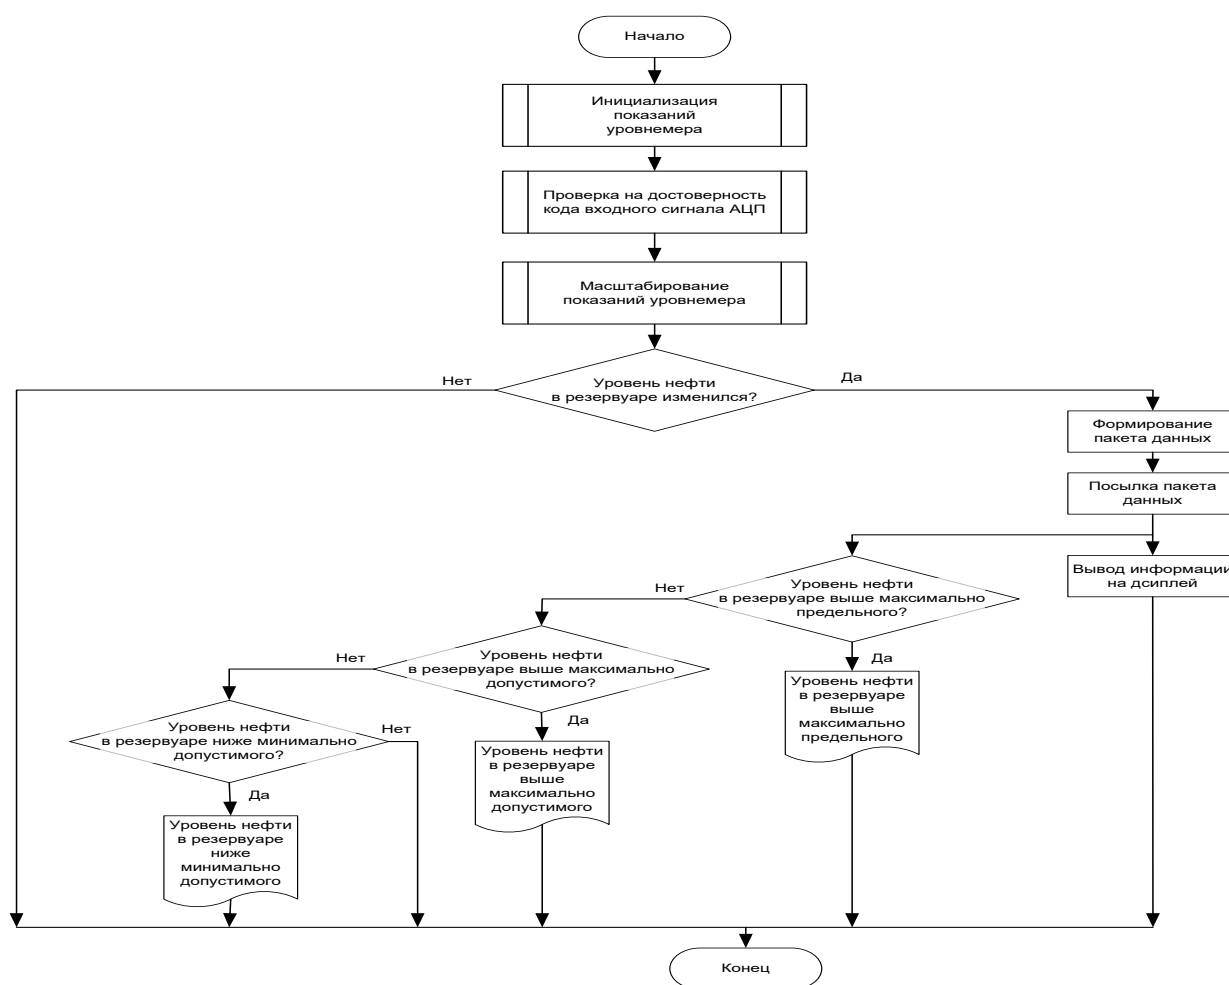 Начало
Инициализация
показаний
уровнемера
Проверка на достоверность
кода входного сигнала АЦП
Масштабирование
показаний уровнемера
Нет
Уровень нефти
в резервуаре изменился?
Да
Формирование
пакета данных
Посылка пакета
данных
Вывод информации
на дсиплей
Уровень нефти
в резервуаре выше максимально
предельного?
Нет
Да
Уровень нефти
в резервуаре
выше
максимально
предельного
Уровень нефти
в резервуаре выше максимально
допустимого?
Нет
Да
Уровень нефти
в резервуаре
выше
максимально
допустимого
Уровень нефти
в резервуаре ниже минимально
допустимого?
Нет
Да
Уровень нефти
в резервуаре
ниже
минимально
допустимого
Конец